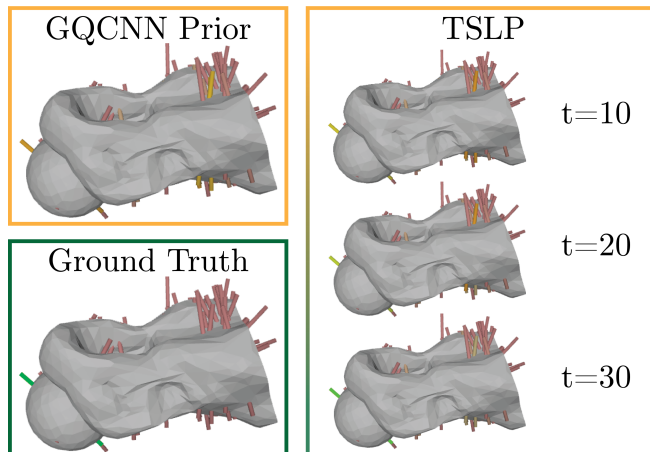 GQCNN Prior
Ground Truth
TSLP
t=10
t=20
t=30